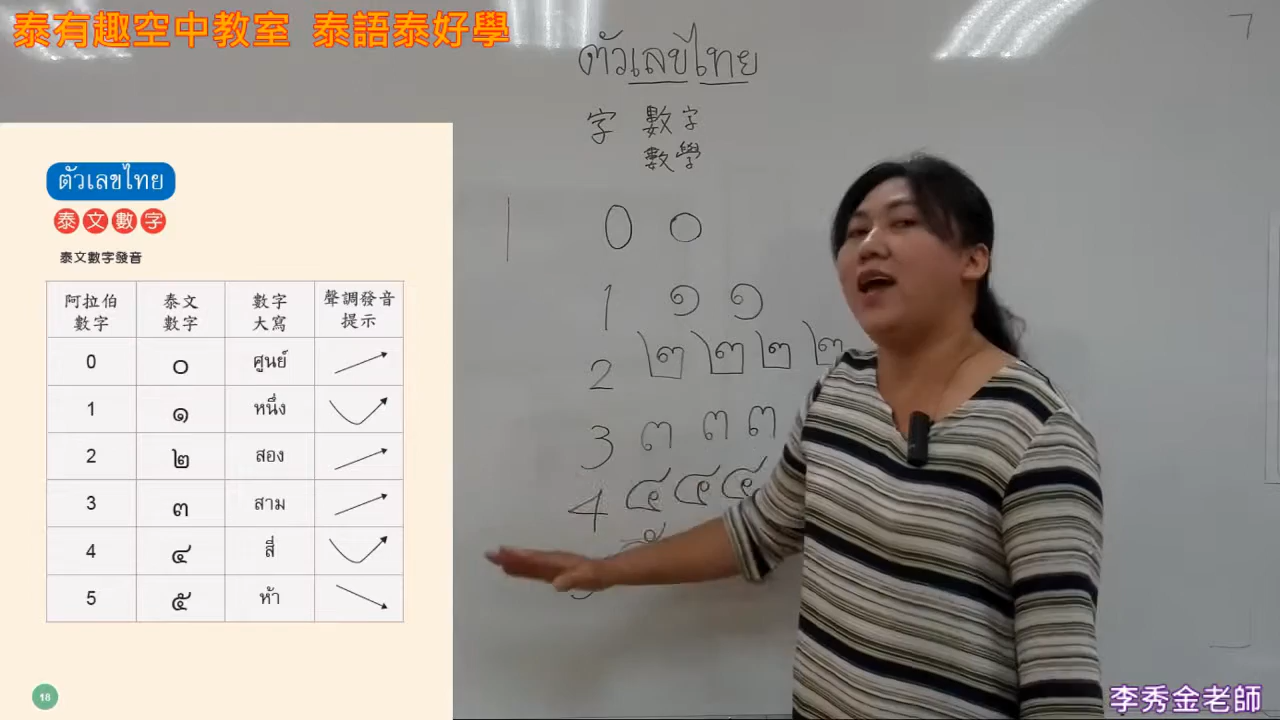 泰有趣空中教室 泰語泰好學
ตัวเลขไทย
字 數字
數學
0 ๐
1 ๑ ๑
2 ๒ ๒ ๒ ๒
3 ๓ ๓ ๓
4 ๔ ๔ ๔
ตัวเลขไทย
泰文數字
泰文數字發音
阿拉伯數字 泰文數字 數字大寫 聲調發音提示
0 ๐ ศูนย์
1 ๑ หนึ่ง
2 ๒ สอง
3 ๓ สาม
4 ๔ สี่
5 ๕ ห้า
18
李秀金老師